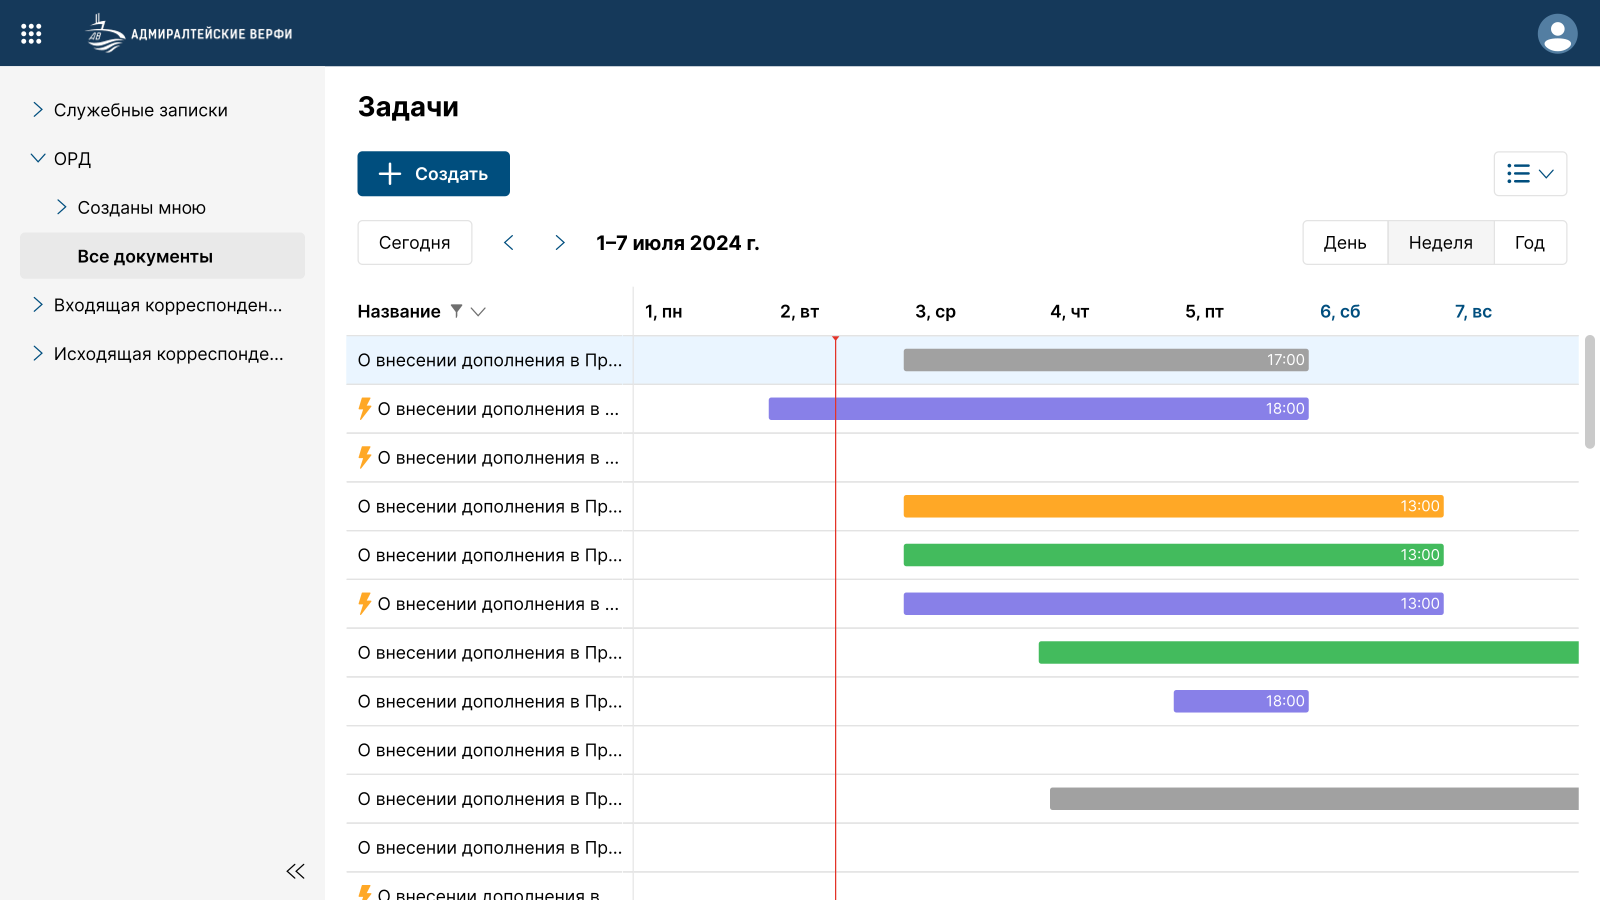 АДМИРАЛТЕЙСКИЕ ВЕРФИ
Служебные записки
ОРД
Созданы мною
Все документы
Входящая корреспонден...
Исходящая корреспонде...
Задачи
Создать
Сегодня
1–7 июля 2024 г.
День Неделя Год
Название 1, пн 2, вт 3, ср 4, чт 5, пт 6, сб 7, вс
О внесении дополнения в Пр... 17:00
О внесении дополнения в ... 18:00
О внесении дополнения в ...
О внесении дополнения в Пр... 13:00
О внесении дополнения в Пр... 13:00
О внесении дополнения в ... 13:00
О внесении дополнения в Пр...
О внесении дополнения в Пр... 18:00
О внесении дополнения в Пр...
О внесении дополнения в Пр...
О внесении дополнения в Пр...
О внесении дополнения в